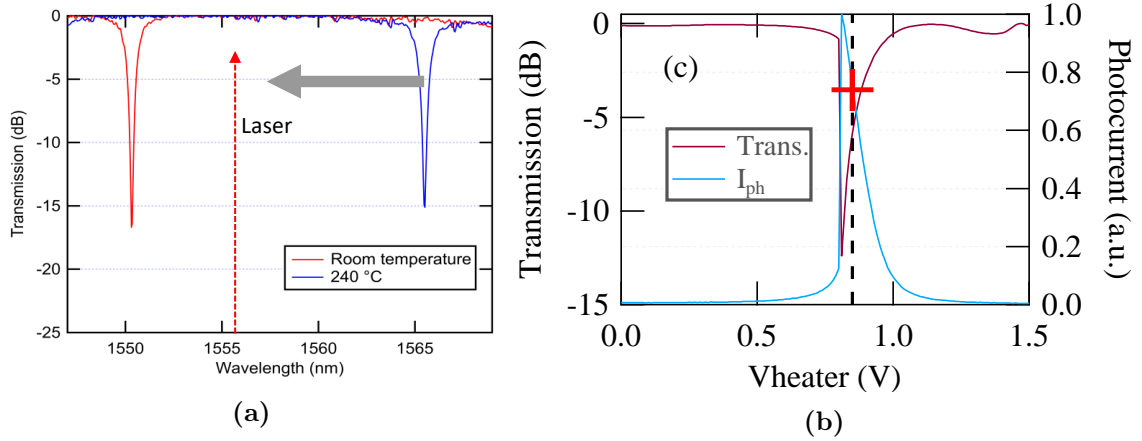 0
-5
-10
-15
-20
-25
Transmission (dB)
1550
1555
1560
1565
Wavelength (nm)
Laser
Room temperature
240 °C
(a)
0
-5
-10
-15
Transmission (dB)
(c)
Trans.
I_ph
1.0
0.8
0.6
0.4
0.2
0.0
Photocurrent (a.u.)
0.0
0.5
1.0
1.5
Vheater (V)
(b)